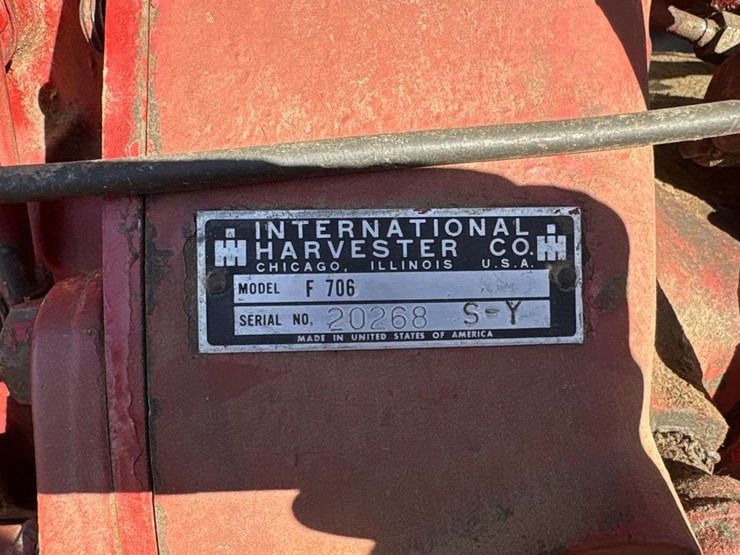 INTERNATIONAL
HARVESTER CO.
CHICAGO, ILLINOIS U.S.A.
MODEL F 706
SERIAL NO. 20268 S-Y
MADE IN UNITED STATES OF AMERICA